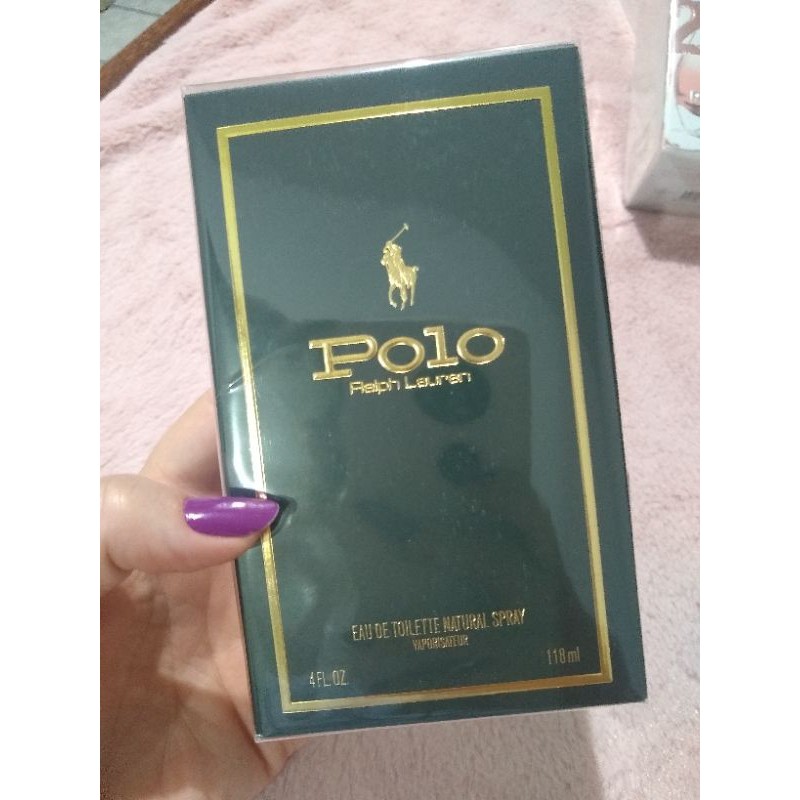 Polo
Ralph Lauren
EAU DE TOILETTE NATURAL SPRAY
VAPORISATEUR
4 FL. OZ.
118 ml